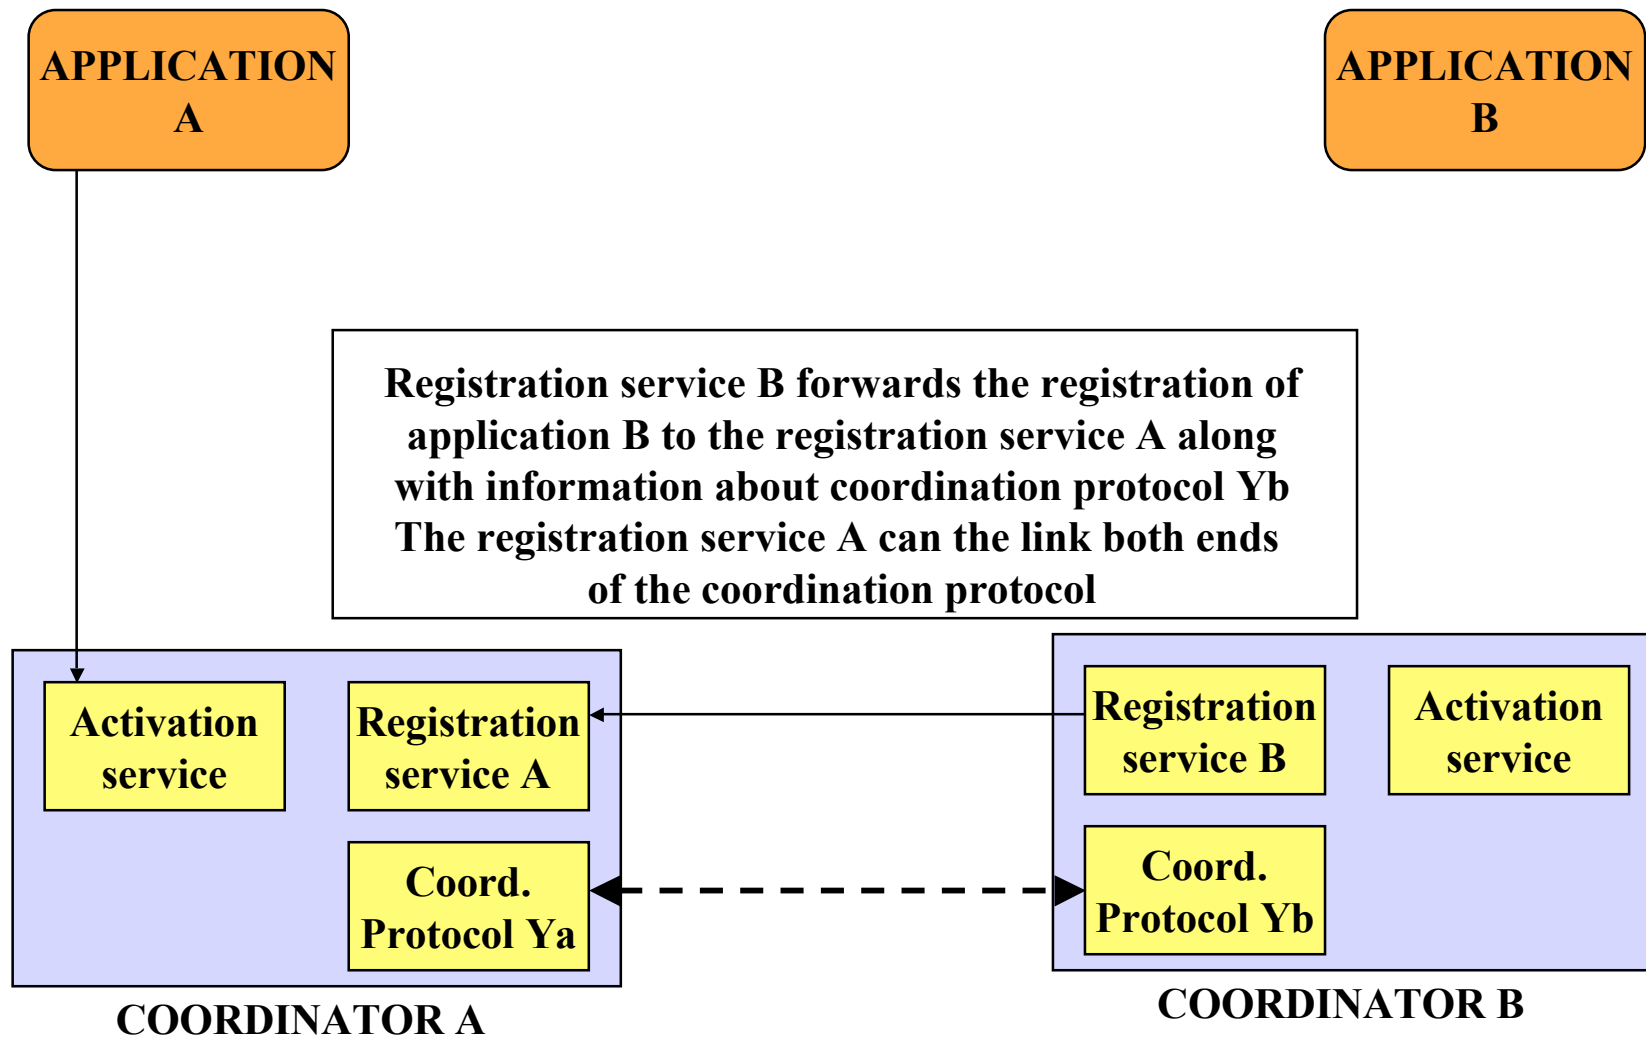 APPLICATION
A
APPLICATION
B
Registration service B forwards the registration of
application B to the registration service A along
with information about coordination protocol Yb
The registration service A can the link both ends
of the coordination protocol
Activation
service
Registration
service A
Coord.
Protocol Ya
COORDINATOR A
Registration
service B
Activation
service
Coord.
Protocol Yb
COORDINATOR B